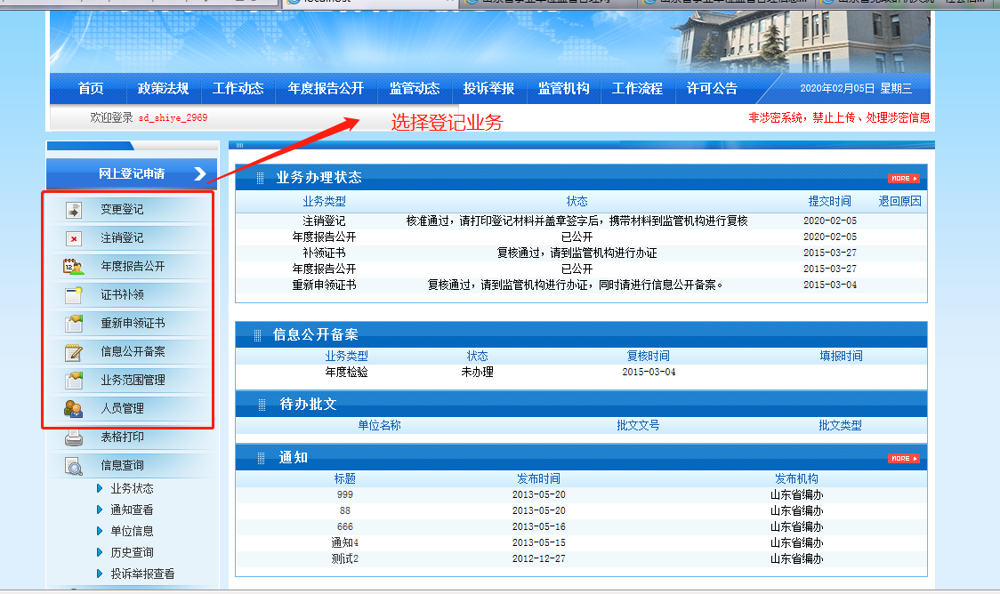 localhost
首页 政策法规 工作动态 年度报告公开 监管动态 投诉举报 监管机构 工作流程 许可公告 2020年02月05日 星期三
欢迎登录 sd_shiye_2969
选择登记业务
非涉密系统，禁止上传、处理涉密信息
网上登记申请
变更登记
注销登记
年度报告公开
证书补领
重新申领证书
信息公开备案
业务范围管理
人员管理
表格打印
信息查询
业务状态
通知查看
单位信息
历史查询
投诉举报查看
业务办理状态 MORE
业务类型 状态 提交时间 退回原因
注销登记 核准通过，请打印登记材料并盖章签字后，携带材料到监管机构进行复核 2020-02-05
年度报告公开 已公开 2020-02-05
补领证书 复核通过，请到监管机构进行办证 2015-03-27
年度报告公开 已公开 2015-03-27
重新申领证书 复核通过，请到监管机构进行办证，同时请进行信息公开备案。 2015-03-04
信息公开备案
业务类型 状态 复核时间 填报时间
年度检验 未办理 2015-03-04
待办批文
单位名称 批文文号 批文类型
通知 MORE
标题 发布时间 发布机构
999 2013-05-20 山东省编办
88 2013-05-20 山东省编办
666 2013-05-16 山东省编办
通知4 2013-05-15 山东省编办
测试2 2012-12-27 山东省编办